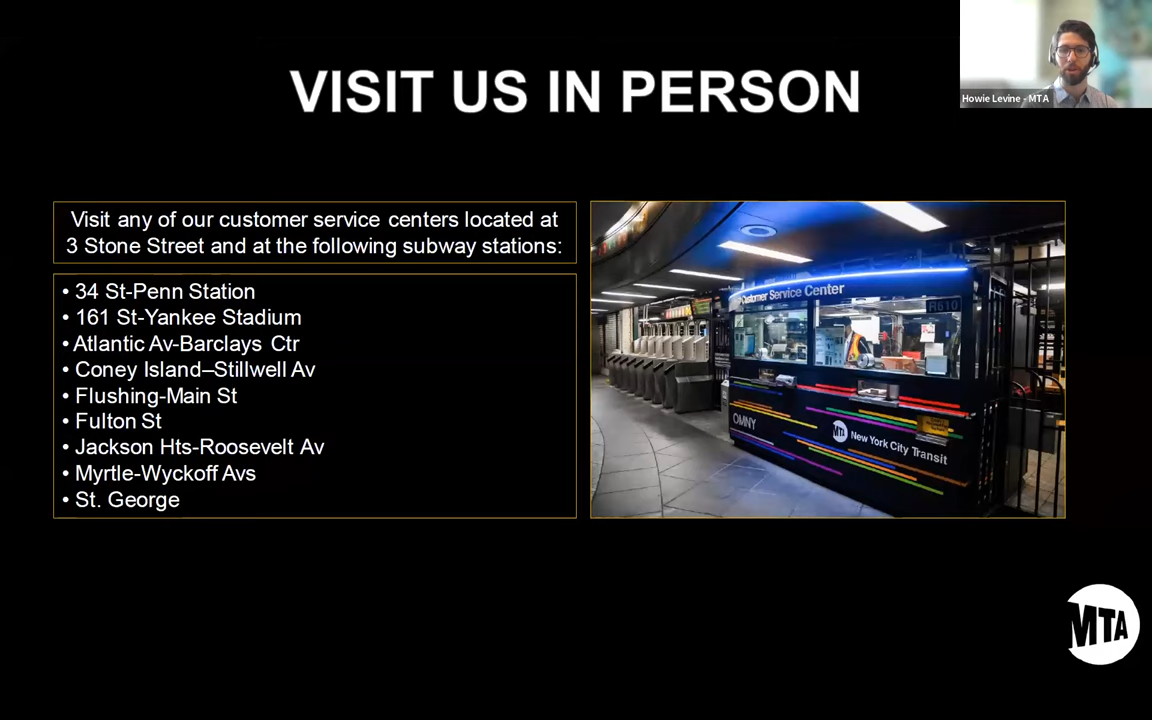 VISIT US IN PERSON
Howie Levine - MTA
Visit any of our customer service centers located at
3 Stone Street and at the following subway stations:
• 34 St-Penn Station
• 161 St-Yankee Stadium
• Atlantic Av-Barclays Ctr
• Coney Island–Stillwell Av
• Flushing-Main St
• Fulton St
• Jackson Hts-Roosevelt Av
• Myrtle-Wyckoff Avs
• St. George
Customer Service Center
R610
OMNY
MTA New York City Transit
MTA